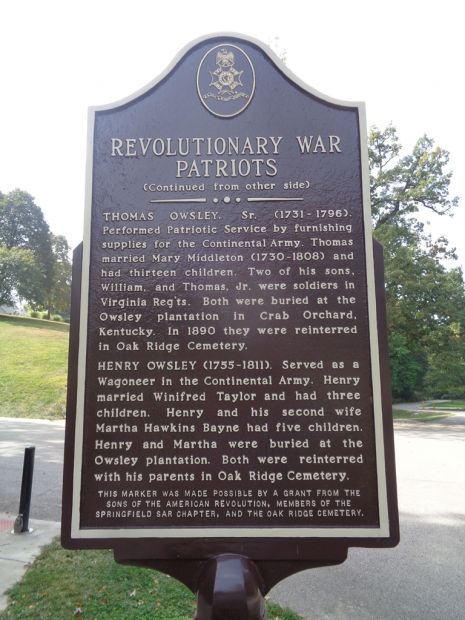 REVOLUTIONARY WAR
PATRIOTS
(Continued from other side)
THOMAS OWSLEY, Sr. (1731-1796).
Performed Patriotic Service by furnishing
supplies for the Continental Army. Thomas
married Mary Middleton (1730-1808) and
had thirteen children. Two of his sons,
William, and Thomas, Jr. were soldiers in
Virginia Reg'ts. Both were buried at the
Owsley plantation in Crab Orchard,
Kentucky. In 1890 they were reinterred
in Oak Ridge Cemetery.
HENRY OWSLEY (1755-1811). Served as a
Wagoneer in the Continental Army. Henry
married Winifred Taylor and had three
children. Henry and his second wife
Martha Hawkins Bayne had five children.
Henry and Martha were buried at the
Owsley plantation. Both were reinterred
with his parents in Oak Ridge Cemetery.
THIS MARKER WAS MADE POSSIBLE BY A GRANT FROM THE
SONS OF THE AMERICAN REVOLUTION, MEMBERS OF THE
SPRINGFIELD SAR CHAPTER, AND THE OAK RIDGE CEMETERY.